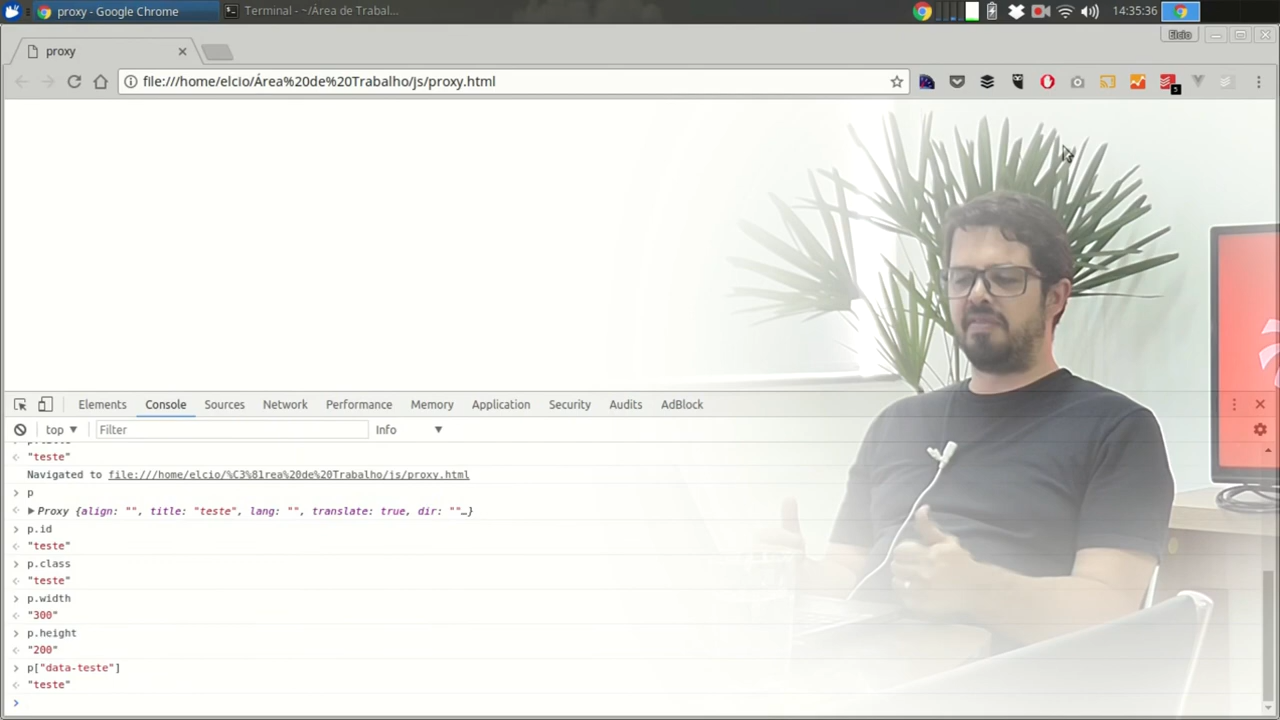 proxy - Google Chrome
Terminal - ~/Área de Trabal...
14:35:36
Elcio
proxy
file:///home/elcio/Área%20de%20Trabalho/js/proxy.html
5
Elements Console Sources Network Performance Memory Application Security Audits AdBlock
top ▼ Filter Info ▼
"teste"
Navigated to file:///home/elcio/%C3%81rea%20de%20Trabalho/js/proxy.html
> p
▶ Proxy {align: "", title: "teste", lang: "", translate: true, dir: ""…}
> p.id
"teste"
> p.class
"teste"
> p.width
"300"
> p.height
"200"
> p["data-teste"]
"teste"
>